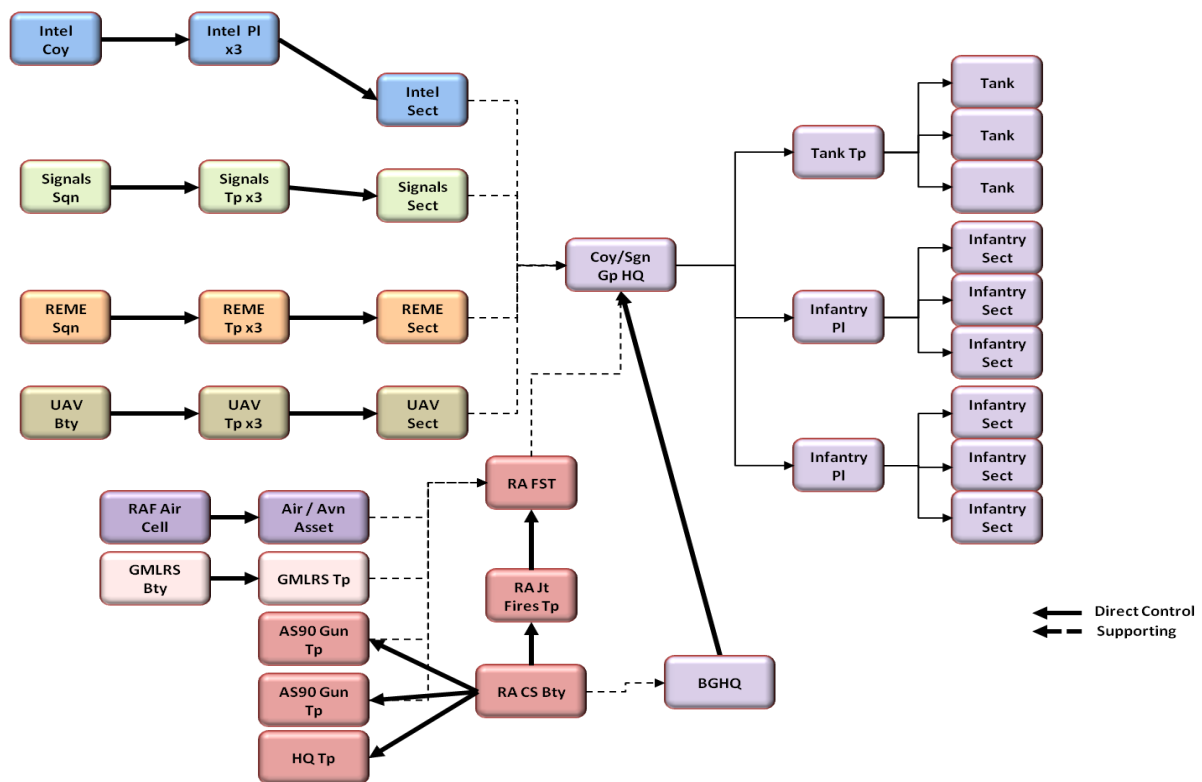 Intel
Coy
Intel Pl
x3
Intel
Sect
Signals
Sqn
Signals
Tp x3
Signals
Sect
REME
Sqn
REME
Tp x3
REME
Sect
UAV
Bty
UAV
Tp x3
UAV
Sect
RAF Air
Cell
Air / Avn
Asset
GMLRS
Bty
GMLRS Tp
AS90 Gun
Tp
AS90 Gun
Tp
HQ Tp
RA FST
RA Jt
Fires Tp
RA CS Bty
BGHQ
Coy/Sgn
Gp HQ
Tank Tp
Infantry
Pl
Infantry
Pl
Tank
Tank
Tank
Infantry
Sect
Infantry
Sect
Infantry
Sect
Infantry
Sect
Infantry
Sect
Infantry
Sect
Direct Control
Supporting